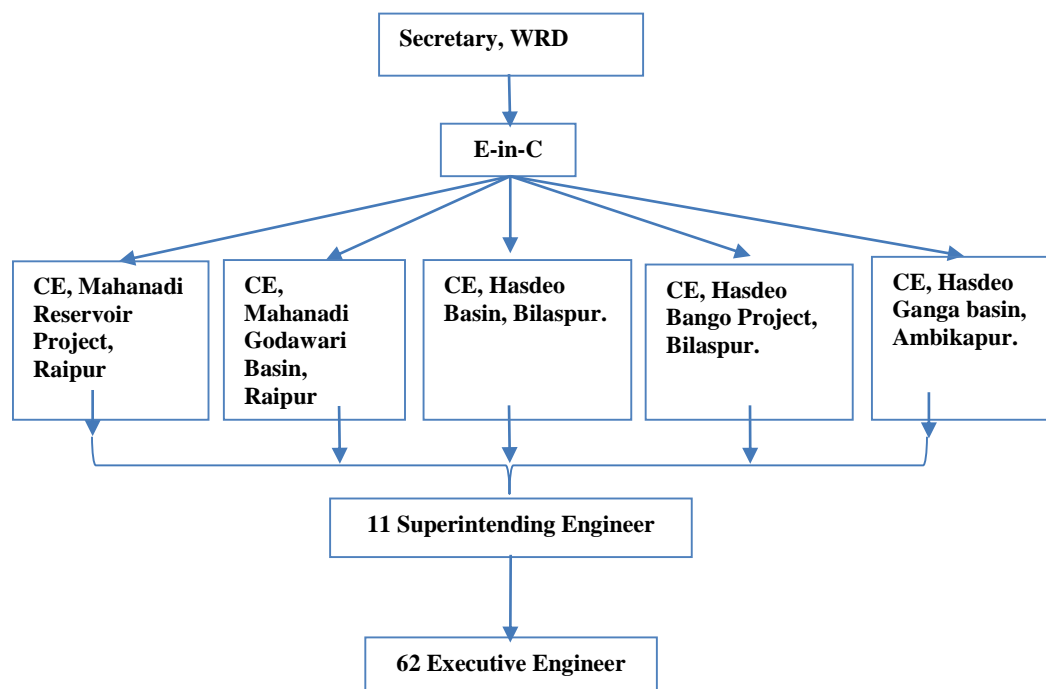 Secretary, WRD
E-in-C
CE, Mahanadi
Reservoir
Project,
Raipur
CE,
Mahanadi
Godawari
Basin,
Raipur
CE, Hasdeo
Basin, Bilaspur.
CE, Hasdeo
Bango Project,
Bilaspur.
CE, Hasdeo
Ganga basin,
Ambikapur.
11 Superintending Engineer
62 Executive Engineer